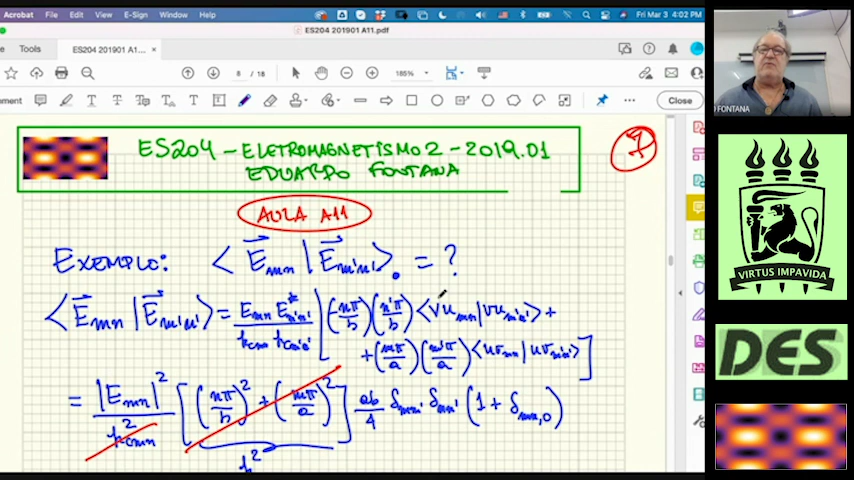 Acrobat File Edit View E-Sign Window Help Fri Mar 3 4:02 PM
ES204 201901 A11.pdf
Tools ES204 201901 A1... ×
8 / 18 185%
Close
ES204 - ELETROMAGNETISMO 2 - 2019.01
EDUARDO FONTANA
7
AULA A11
EXEMPLO: < E⃗mn | E⃗m'n' > = ?
< E⃗mn | E⃗m'n' > = Emn E*m'n' / kcmn kcm'n' [ (-nπ/b) (n'π/b) < vumn | vum'n' > +
+ (mπ/a) (m'π/a) < uvmn | uvm'n' > ]
= |Emn|² / k²cmn [ (nπ/b)² + (mπ/a)² ] ab/4 δmm' δnn' (1 + δmn,0)
FONTANA
VIRTUS IMPAVIDA
DES